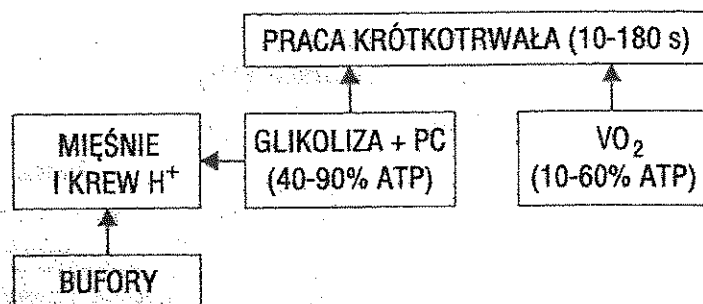 PRACA KRÓTKOTRWAŁA (10-180 s)
MIĘŚNIE
I KREW H⁺
GLIKOLIZA + PC
(40-90% ATP)
VO₂
(10-60% ATP)
BUFORY